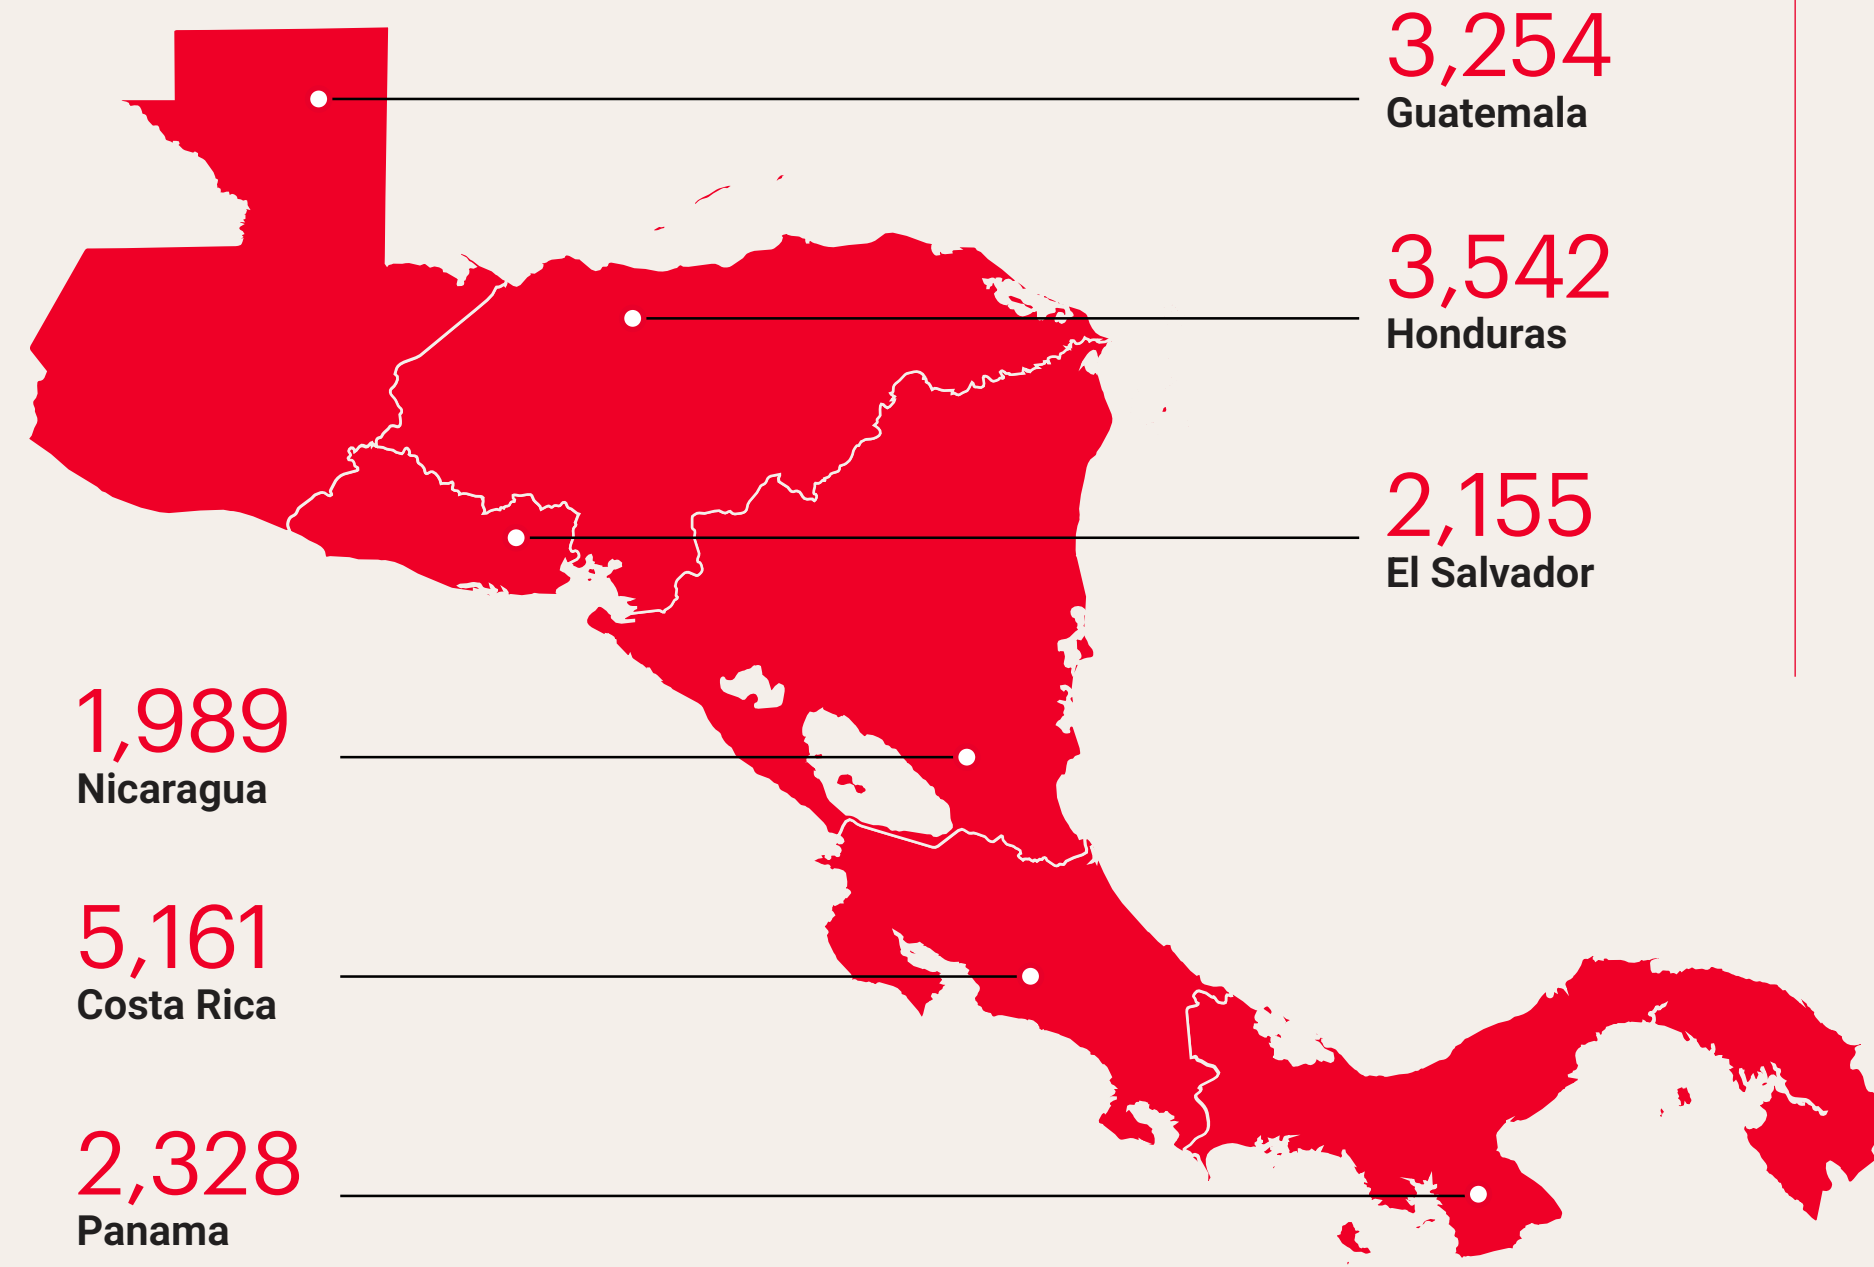 3,254
Guatemala
3,542
Honduras
2,155
El Salvador
1,989
Nicaragua
5,161
Costa Rica
2,328
Panama